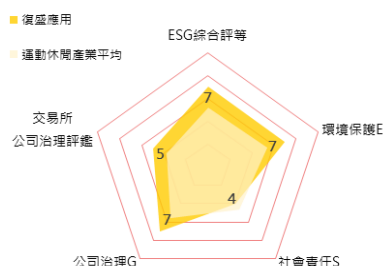 復盛應用
運動休閒產業平均
ESG綜合評等
7
交易所
公司治理評鑑
5
7
環境保護E
4
7
公司治理G
社會責任S